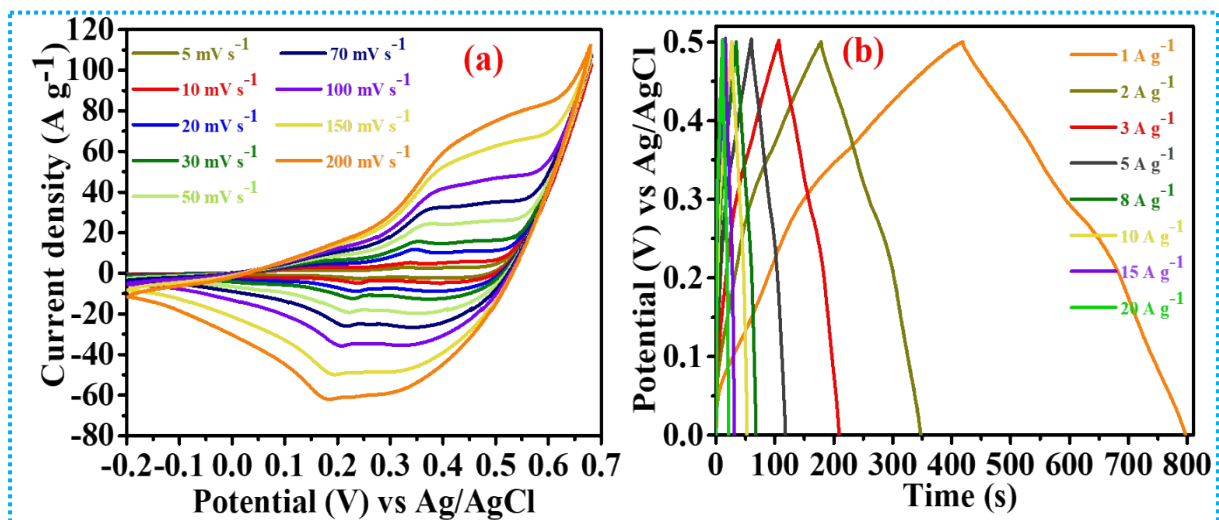 (a)
5 mV s⁻¹
10 mV s⁻¹
20 mV s⁻¹
30 mV s⁻¹
50 mV s⁻¹
70 mV s⁻¹
100 mV s⁻¹
150 mV s⁻¹
200 mV s⁻¹
Current density (A g⁻¹)
120
100
80
60
40
20
0
-20
-40
-60
-80
-0.2 -0.1 0.0 0.1 0.2 0.3 0.4 0.5 0.6 0.7
Potential (V) vs Ag/AgCl
(b)
1 A g⁻¹
2 A g⁻¹
3 A g⁻¹
5 A g⁻¹
8 A g⁻¹
10 A g⁻¹
15 A g⁻¹
20 A g⁻¹
Potential (V) vs Ag/AgCl
0.5
0.4
0.3
0.2
0.1
0.0
0 100 200 300 400 500 600 700 800
Time (s)